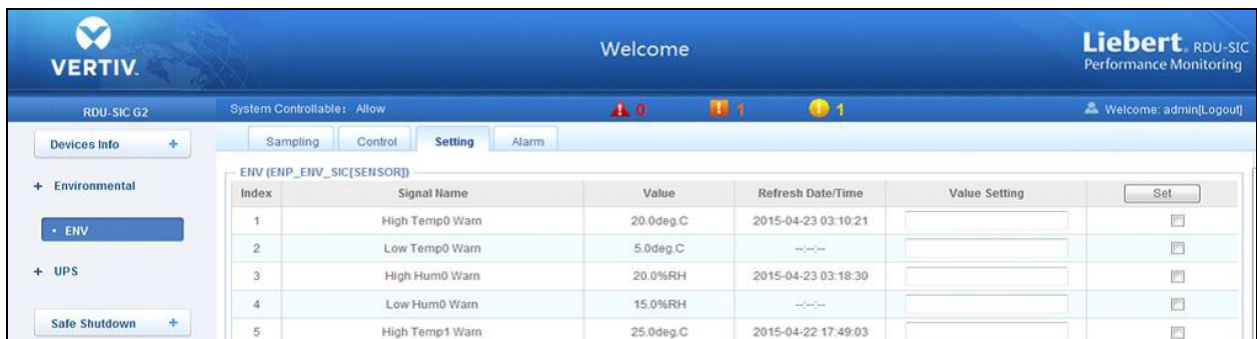 VERTIV.
Welcome
Liebert. RDU-SIC
Performance Monitoring
RDU-SIC G2
System Controllable: Allow
0
1
1
Welcome: admin[Logout]
Devices Info +
+ Environmental
• ENV
+ UPS
Safe Shutdown +
Sampling Control Setting Alarm
ENV (ENP_ENV_SIC[SENSOR])
Index Signal Name Value Refresh Date/Time Value Setting Set
1 High Temp0 Warn 20.0deg.C 2015-04-23 03:10:21
2 Low Temp0 Warn 5.0deg.C --:--:--
3 High Hum0 Warn 20.0%RH 2015-04-23 03:18:30
4 Low Hum0 Warn 15.0%RH --:--:--
5 High Temp1 Warn 25.0deg.C 2015-04-22 17:49:03